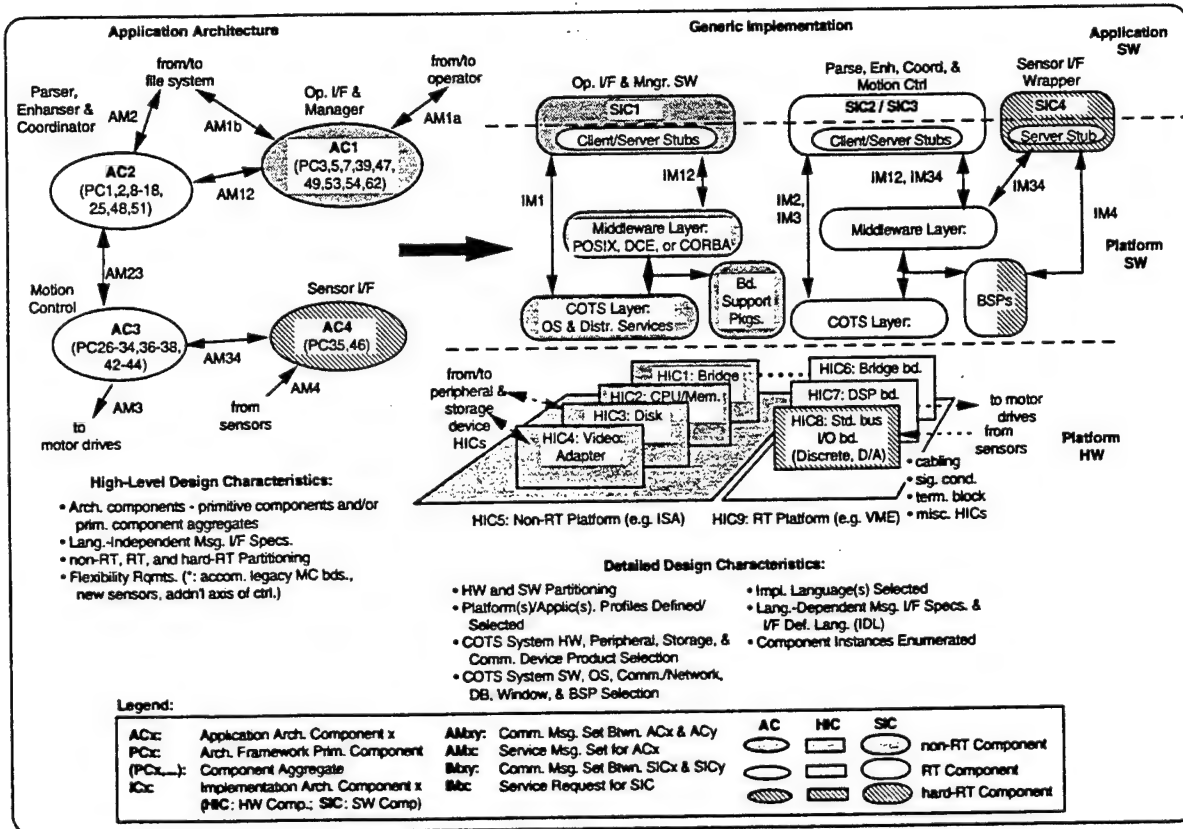 Application Architecture
from/to
file system
Parser,
Enhanser &
Coordinator
Op. I/F &
Manager
from/to
operator
AM2
AM1b
AM1a
AC1
(PC3,5,7,39,47,
49,53,54,62)
AC2
(PC1,2,8-18,
25,48,51)
AM12
AM23
Motion
Control
Sensor I/F
AC3
(PC26-34,36-38,
42-44)
AC4
(PC35,46)
AM34
AM4
AM3
to
motor drives
from
sensors
High-Level Design Characteristics:
• Arch. components - primitive components and/or
prim. component aggregates
• Lang.-Independent Msg. I/F Specs.
• non-RT, RT, and hard-RT Partitioning
• Flexibility Rqmts. (*: accom. legacy MC bds.,
new sensors, addn'l axis of ctrl.)
Generic Implementation
Application
SW
Op. I/F & Mngr. SW
Parse, Enh, Coord, &
Motion Ctrl
Sensor I/F
Wrapper
SIC1
SIC2 / SIC3
SIC4
Client/Server Stubs
Client/Server Stubs
Server Stub
IM1
IM12
IM2,
IM3
IM12, IM34
IM34
IM4
Middleware Layer:
POSIX, DCE, or CORBA
Middleware Layer:
Platform
SW
COTS Layer:
OS & Distr. Services
Bd.
Support
Pkgs.
COTS Layer:
BSPs
from/to
peripheral &
storage
device
HICs
HIC1: Bridge
HIC2: CPU/Mem.
HIC3: Disk
HIC4: Video
Adapter
HIC6: Bridge bd.
HIC7: DSP bd.
HIC8: Std. bus
I/O bd.
(Discrete, D/A)
to motor
drives
from
sensors
Platform
HW
• cabling
• sig. cond.
• term. block
• misc. HICs
HIC5: Non-RT Platform (e.g. ISA)
HIC9: RT Platform (e.g. VME)
Detailed Design Characteristics:
• HW and SW Partitioning
• Platform(s)/Applic(s). Profiles Defined/
Selected
• COTS System HW, Peripheral, Storage, &
Comm. Device Product Selection
• COTS System SW, OS, Comm./Network,
DB, Window, & BSP Selection
• Impl. Language(s) Selected
• Lang.-Dependent Msg. I/F Specs. &
I/F Def. Lang. (IDL)
• Component Instances Enumerated
Legend:
ACx: Application Arch. Component x
PCx: Arch. Framework Prim. Component
(PCx,...): Component Aggregate
ICx: Implementation Arch. Component x
(HIC: HW Comp.; SIC: SW Comp)
AMxy: Comm. Msg. Set Btwn. ACx & ACy
AMx: Service Msg. Set for ACx
IMxy: Comm. Msg. Set Btwn. SICx & SICy
IMx: Service Request for SIC
AC HIC SIC
non-RT Component
RT Component
hard-RT Component